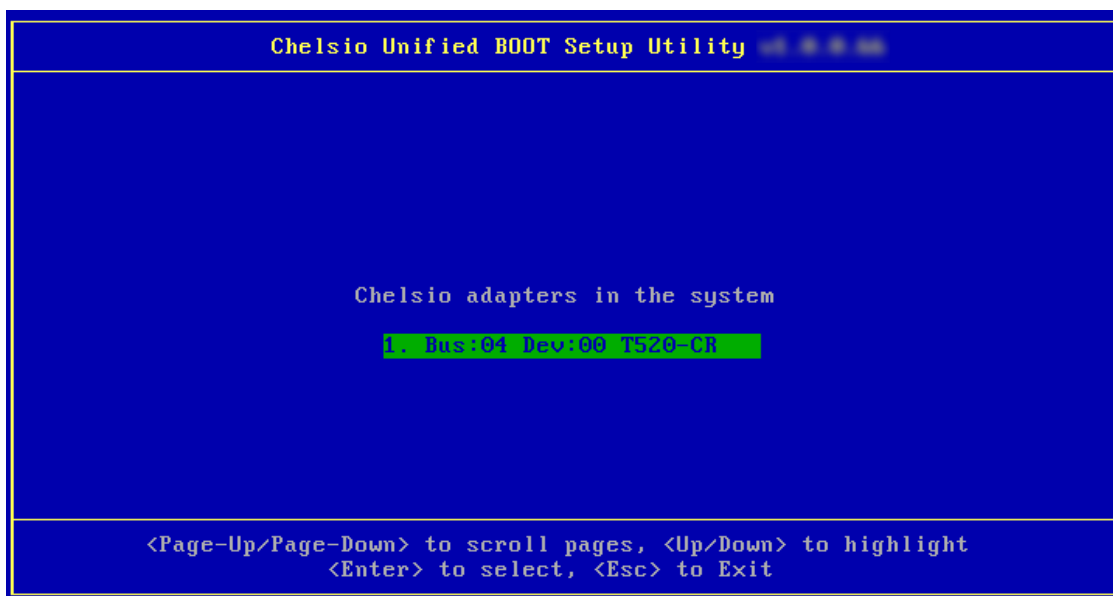 Chelsio Unified BOOT Setup Utility
Chelsio adapters in the system
1. Bus:04 Dev:00 T520-CR
<Page-Up/Page-Down> to scroll pages, <Up/Down> to highlight
<Enter> to select, <Esc> to Exit